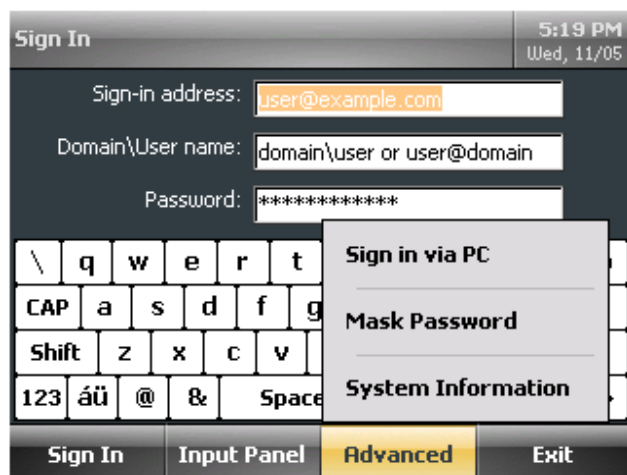 Sign In
5:19 PM
Wed, 11/05
Sign-in address: user@example.com
Domain\User name: domain\user or user@domain
Password: ************
\ q w e r t
CAP a s d f g
Shift z x c v
123 áü @ & Space
Sign in via PC
Mask Password
System Information
Sign In Input Panel Advanced Exit